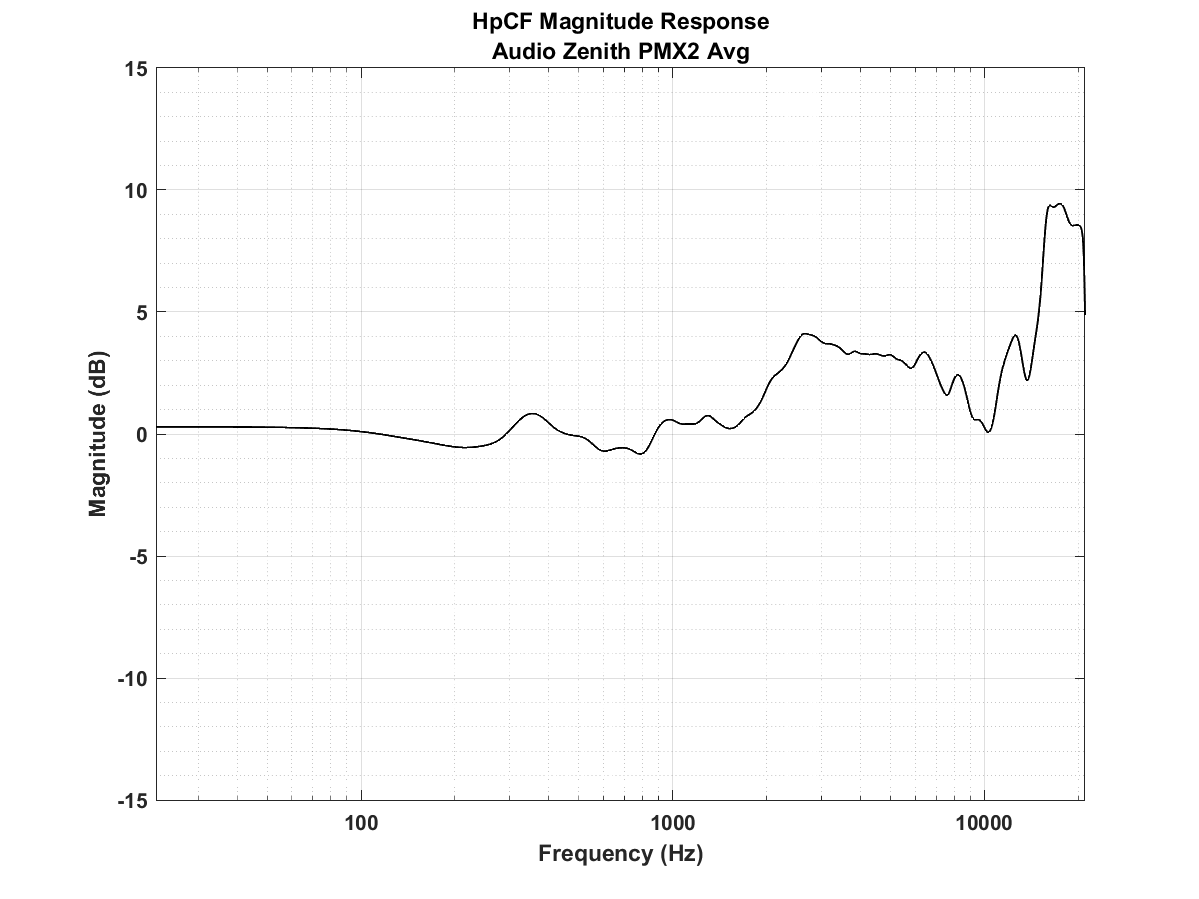 HpCF Magnitude Response
Audio Zenith PMX2 Avg
15
10
5
0
-5
-10
-15
Magnitude (dB)
100
1000
10000
Frequency (Hz)